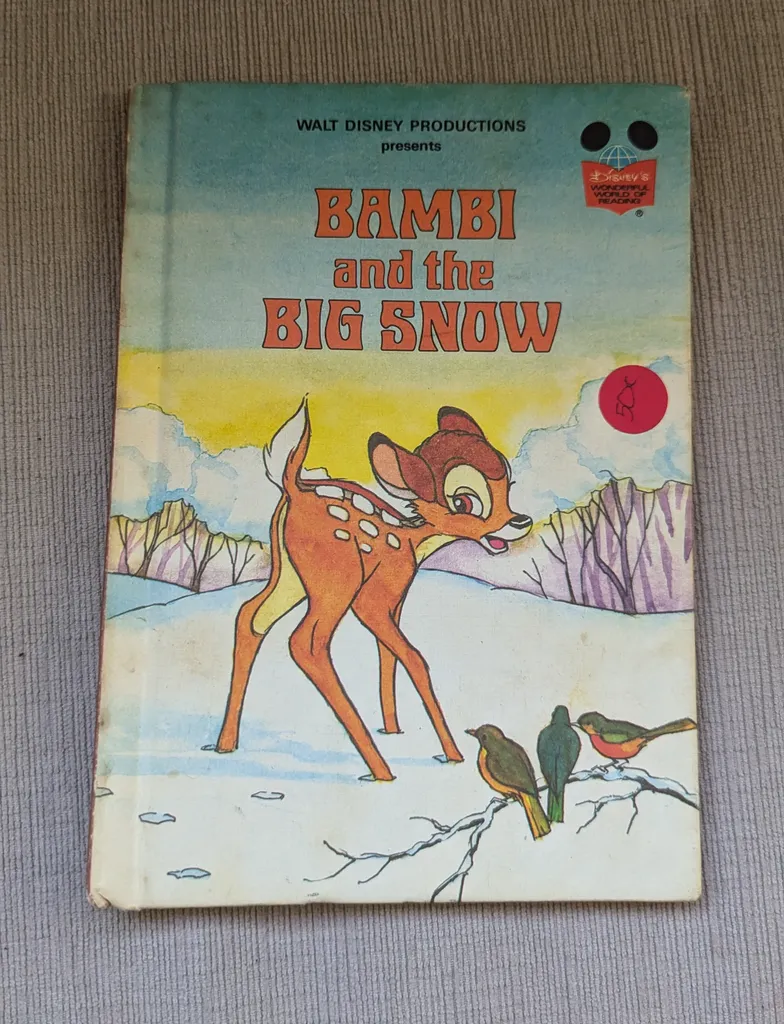 WALT DISNEY PRODUCTIONS
presents
DISNEY'S
WONDERFUL
WORLD OF
READING
®
BAMBI
and the
BIG SNOW
50¢